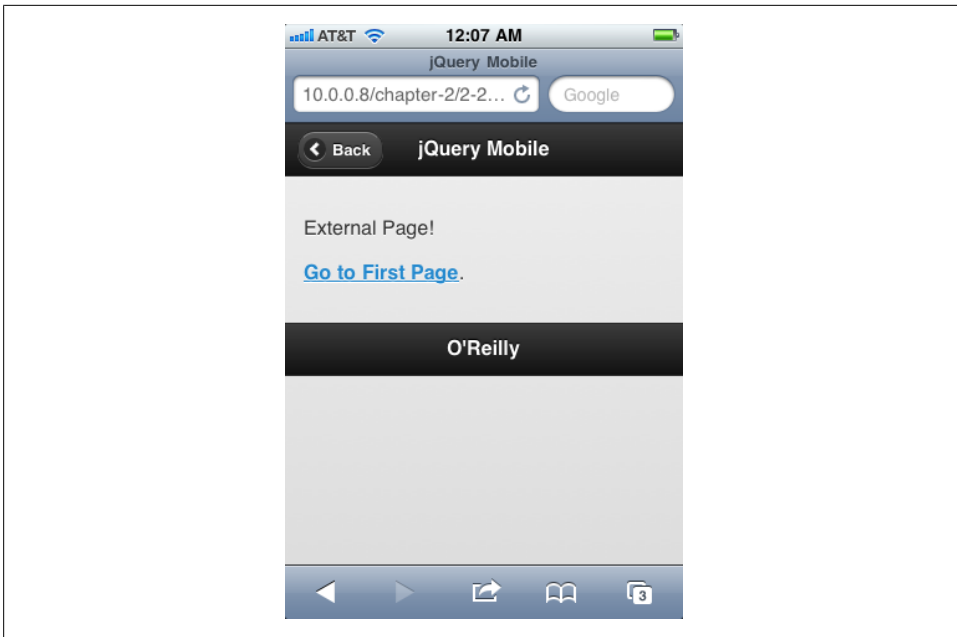 AT&T 12:07 AM
jQuery Mobile
10.0.0.8/chapter-2/2-2... Google
Back jQuery Mobile
External Page!
Go to First Page.
O'Reilly
3